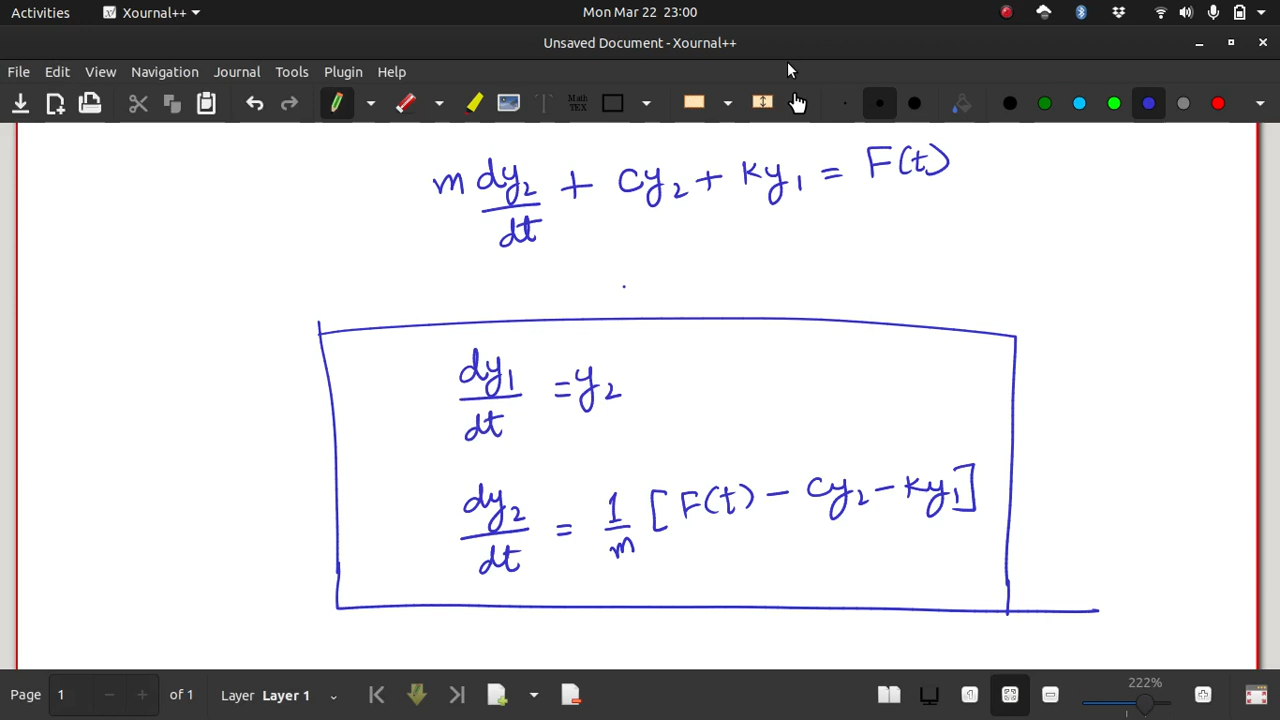 Activities Xournal++ Mon Mar 22 23:00
Unsaved Document - Xournal++
File Edit View Navigation Journal Tools Plugin Help
Math TEX
m dy₂/dt + cy₂ + ky₁ = F(t)
dy₁/dt = y₂
dy₂/dt = 1/m [F(t) - cy₂ - ky₁]
Page 1 of 1 Layer Layer 1 222%